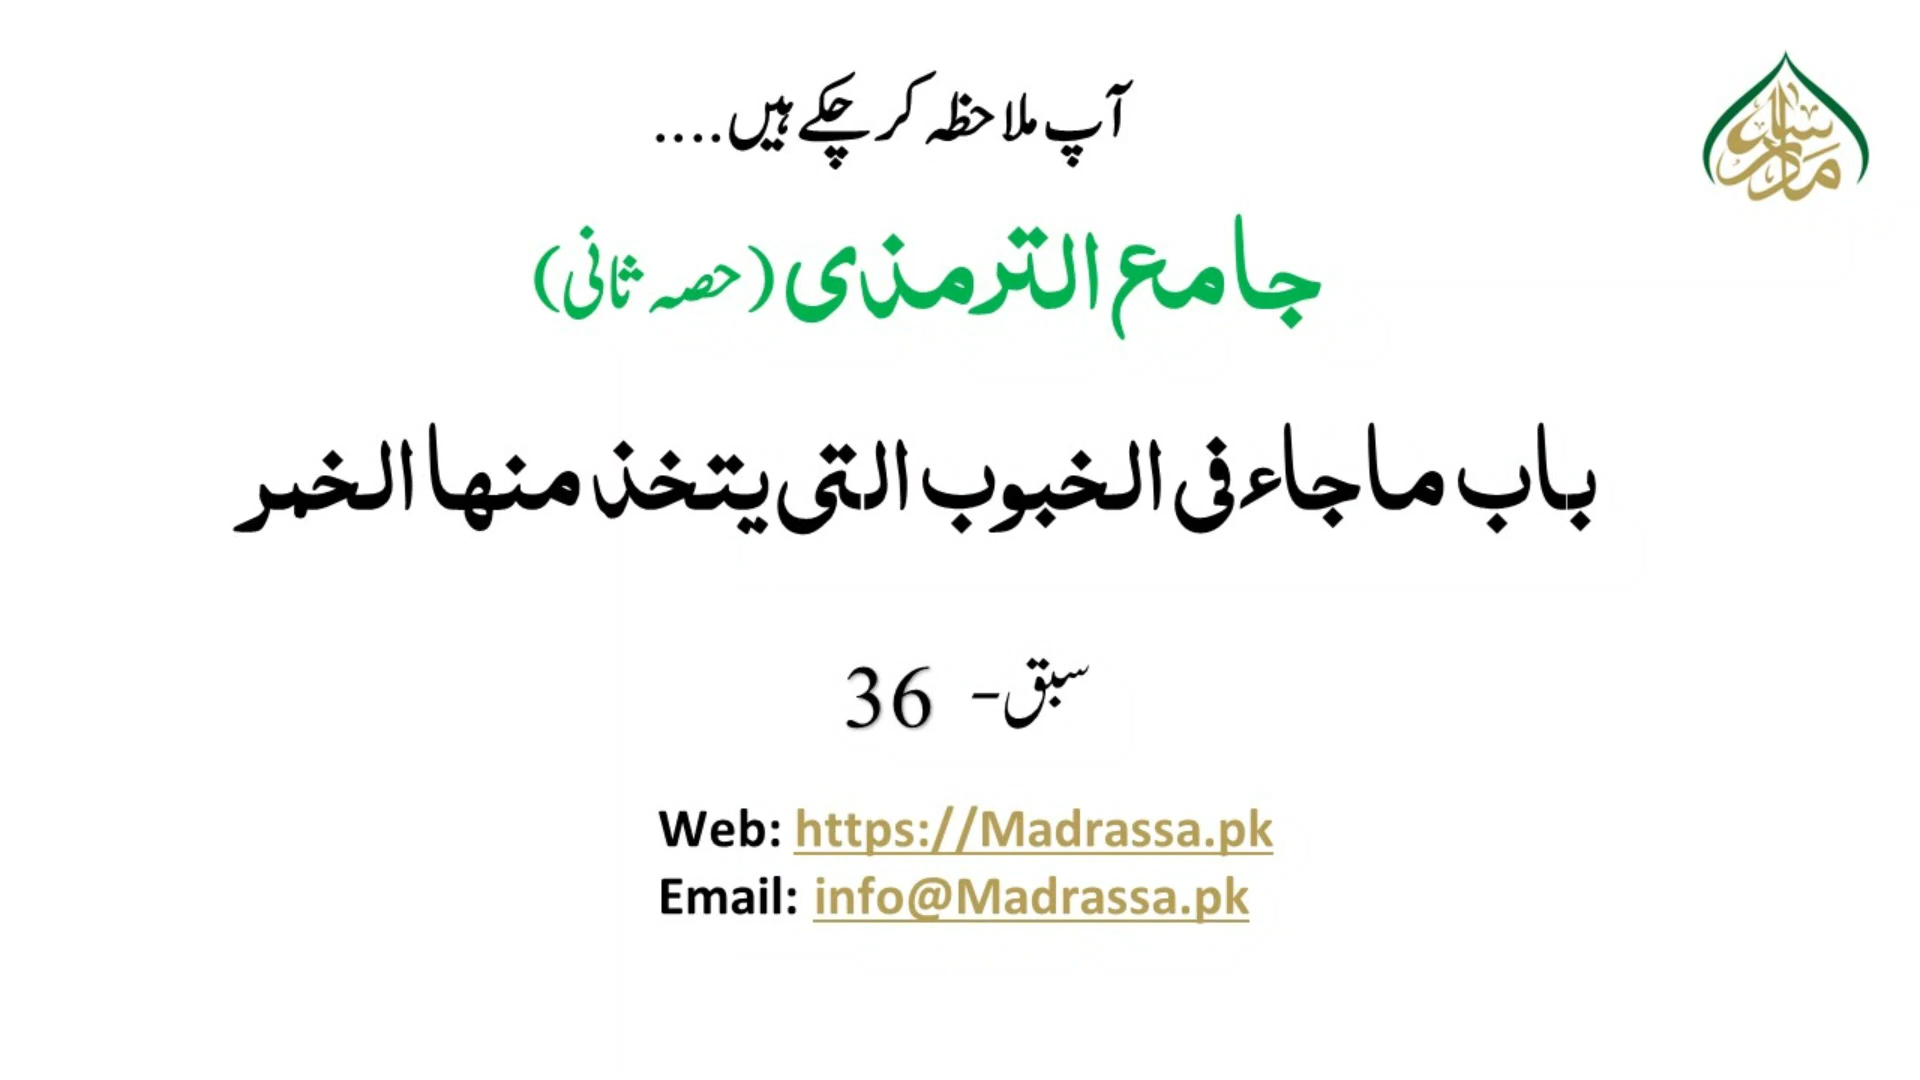 آپ ملاحظہ کر چکے ہیں....
جامع الترمذی (حصہ ثانی)
باب ماجاء فی الخبوب التی یتخذ منها الخمر
سبق - 36
Web: https://Madrassa.pk
Email: info@Madrassa.pk